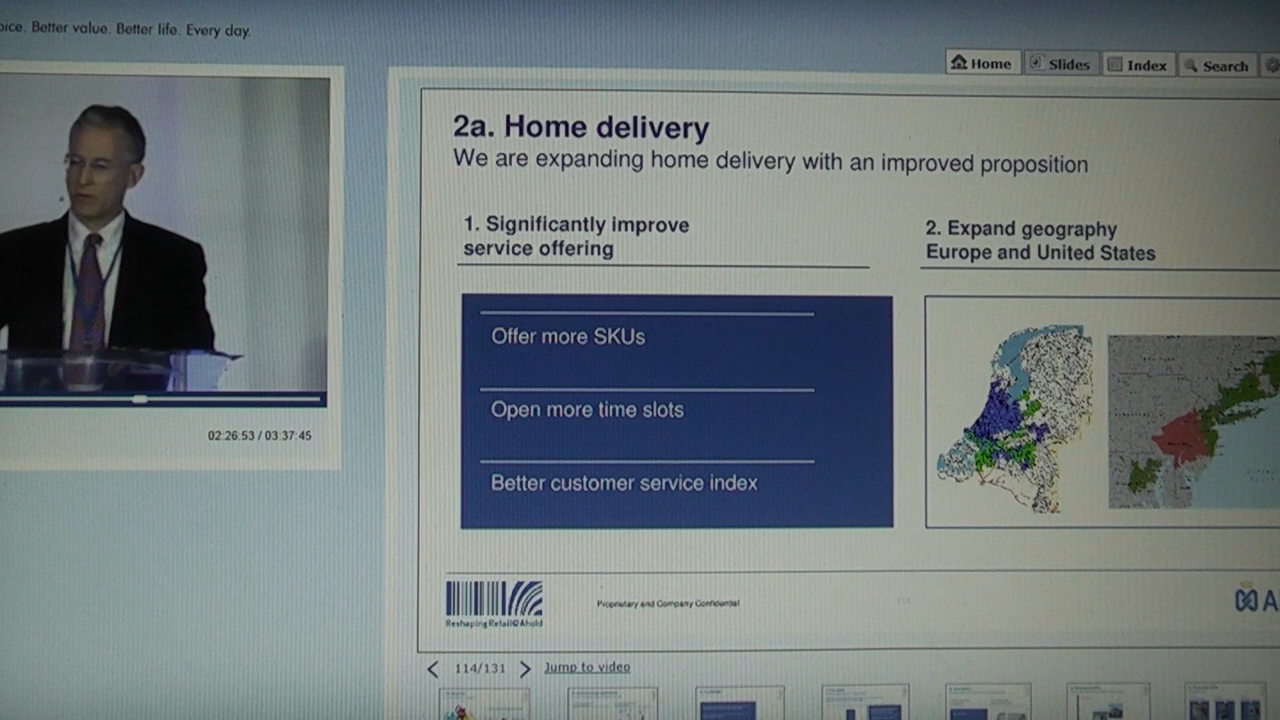 Better value. Better life. Every day.
Home
Slides
Index
Search
2a. Home delivery
We are expanding home delivery with an improved proposition
1. Significantly improve
service offering
2. Expand geography
Europe and United States
Offer more SKUs
Open more time slots
Better customer service index
02:26:53 / 03:37:45
Proprietary and Company Confidential
Reshaping Retail@Ahold
114/131
Jump to video